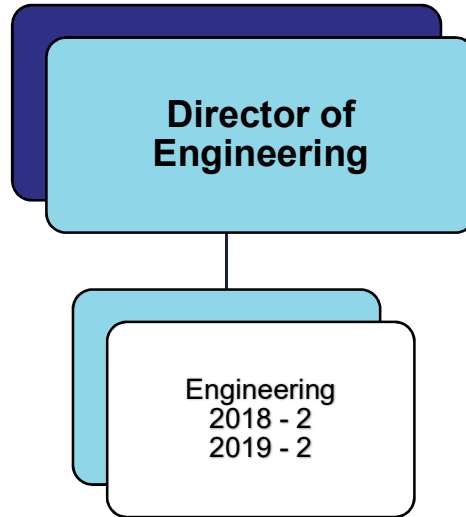 Director of
Engineering
Engineering
2018 - 2
2019 - 2